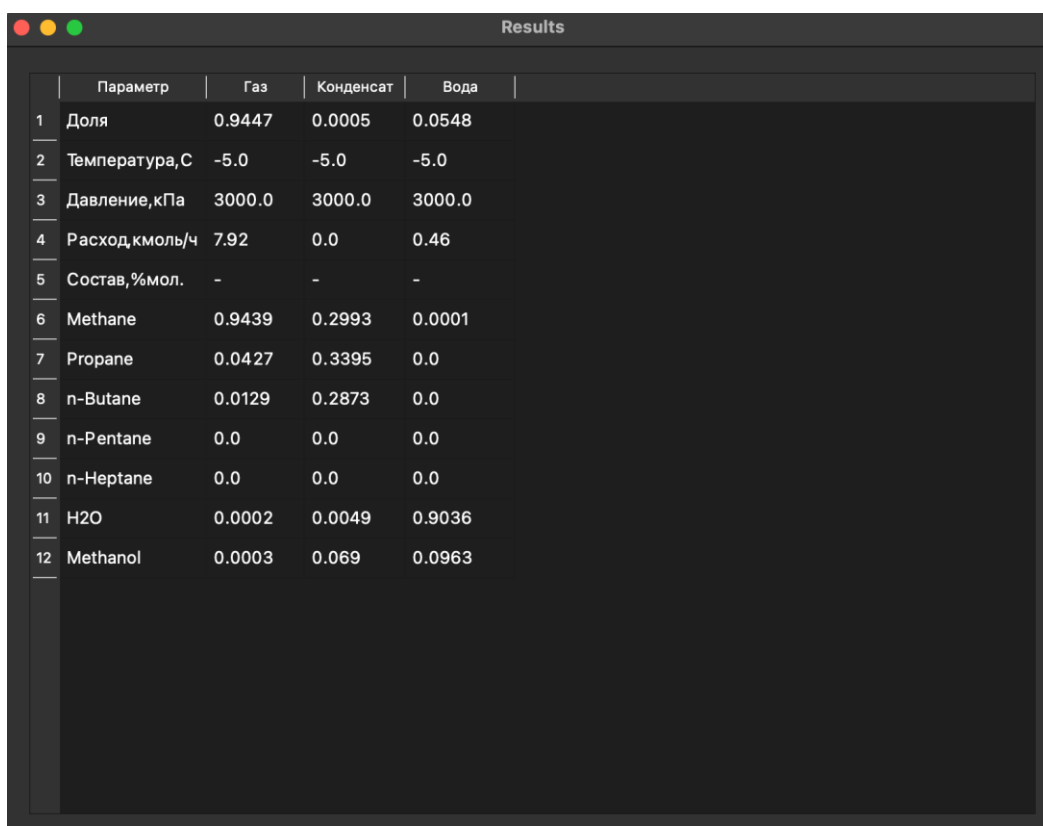 Results
Параметр Газ Конденсат Вода
1 Доля 0.9447 0.0005 0.0548
2 Температура,С -5.0 -5.0 -5.0
3 Давление,кПа 3000.0 3000.0 3000.0
4 Расход,кмоль/ч 7.92 0.0 0.46
5 Состав,%мол. - - -
6 Methane 0.9439 0.2993 0.0001
7 Propane 0.0427 0.3395 0.0
8 n-Butane 0.0129 0.2873 0.0
9 n-Pentane 0.0 0.0 0.0
10 n-Heptane 0.0 0.0 0.0
11 H2O 0.0002 0.0049 0.9036
12 Methanol 0.0003 0.069 0.0963